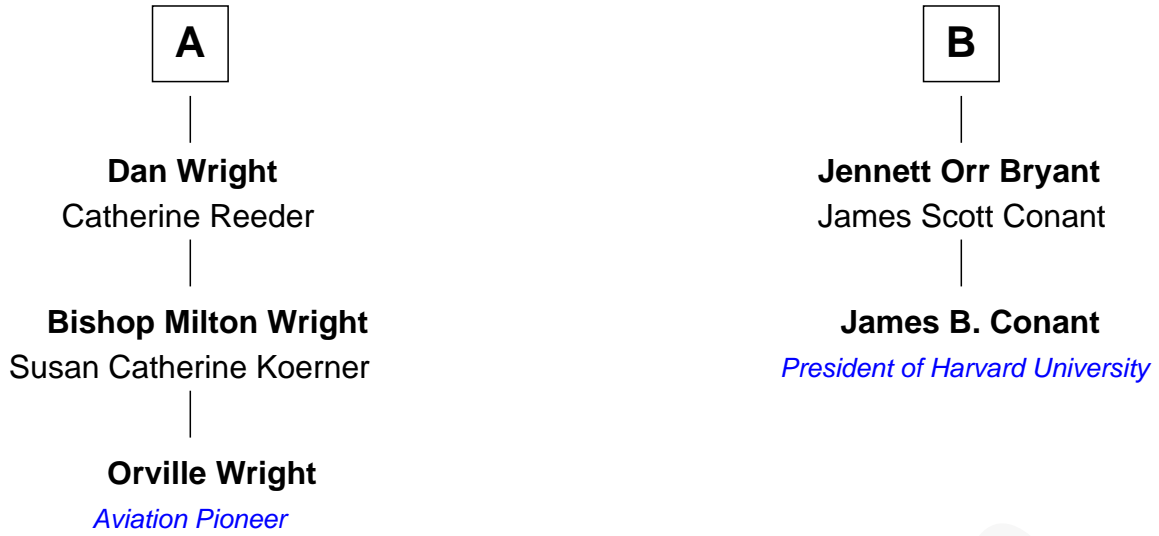 A
Dan Wright
Catherine Reeder
Bishop Milton Wright
Susan Catherine Koerner
Orville Wright
Aviation Pioneer
B
Jennett Orr Bryant
James Scott Conant
James B. Conant
President of Harvard University